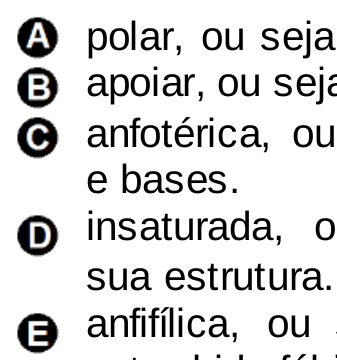 A polar, ou seja
B apoiar, ou seja
C anfotérica, ou
e bases.
D insaturada, o
sua estrutura.
E anfifílica, ou